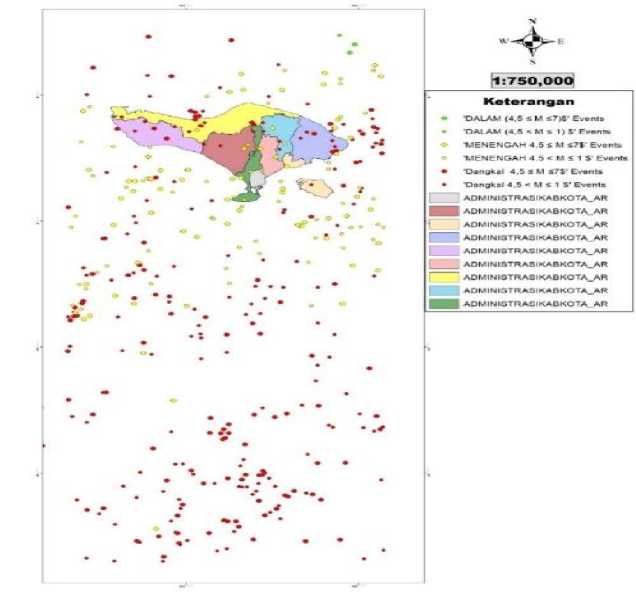 N
W
E
S
1:750,000
Keterangan
"DALAM (4,5 ≤ M ≤7)$' Events
"DALAM (4,5 < M ≤ 1) $' Events
"MENENGAH 4.5 ≤ M ≤7$' Events
"MENENGAH 4.5 < M ≤ 1 $' Events
"Dangkal 4,5 ≤ M ≤7$' Events
"Dangkal 4,5 < M ≤ 1 $' Events
ADMINISTRASIKABKOTA_AR
ADMINISTRASIKABKOTA_AR
ADMINISTRASIKABKOTA_AR
ADMINISTRASIKABKOTA_AR
ADMINISTRASIKABKOTA_AR
ADMINISTRASIKABKOTA_AR
ADMINISTRASIKABKOTA_AR
ADMINISTRASIKABKOTA_AR
ADMINISTRASIKABKOTA_AR